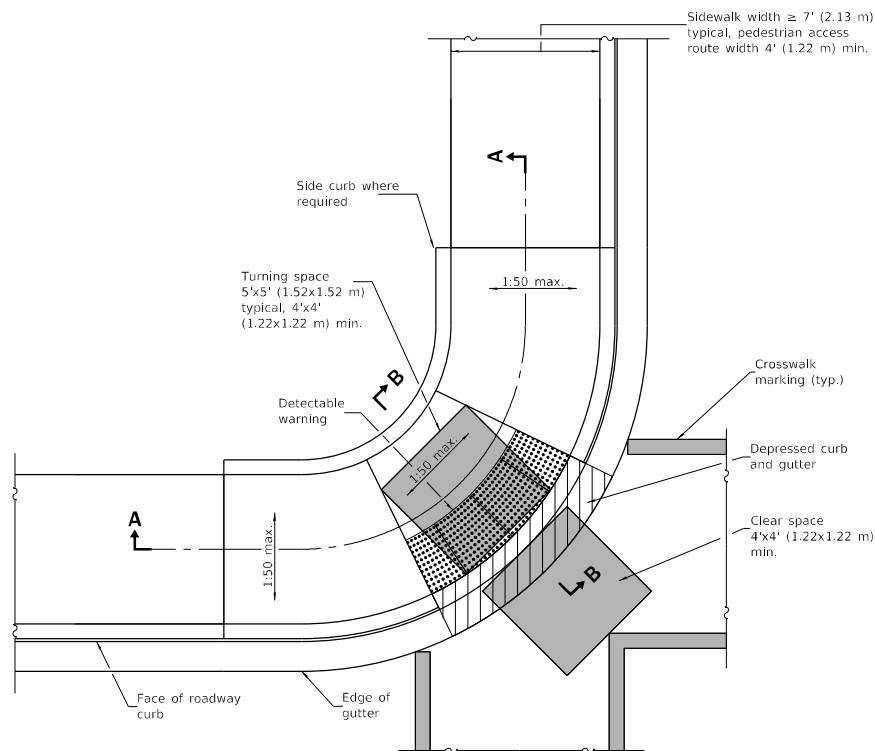 Sidewalk width ≥ 7' (2.13 m)
typical, pedestrian access
route width 4' (1.22 m) min.
A
Side curb where
required
1:50 max.
Turning space
5'x5' (1.52x1.52 m)
typical, 4'x4'
(1.22x1.22 m) min.
B
Crosswalk
marking (typ.)
Detectable
warning
1:50 max.
Depressed curb
and gutter
A
1:50 max.
Clear space
4'x4' (1.22x1.22 m)
min.
B
Face of roadway
curb
Edge of
gutter